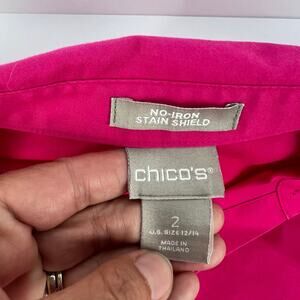 NO-IRON
STAIN SHIELD
chico's®
2
U.S. SIZE 12/14
MADE IN
THAILAND